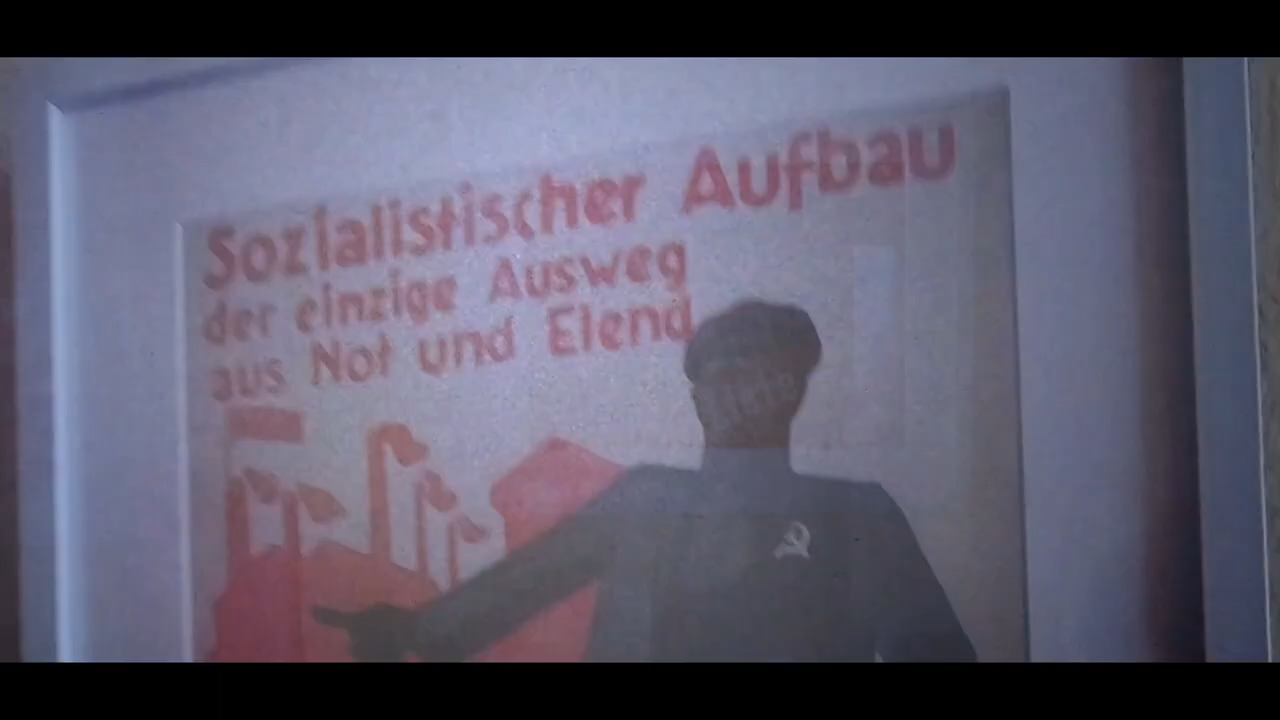 Sozialistischer Aufbau
der einzige Ausweg
aus Not und Elend